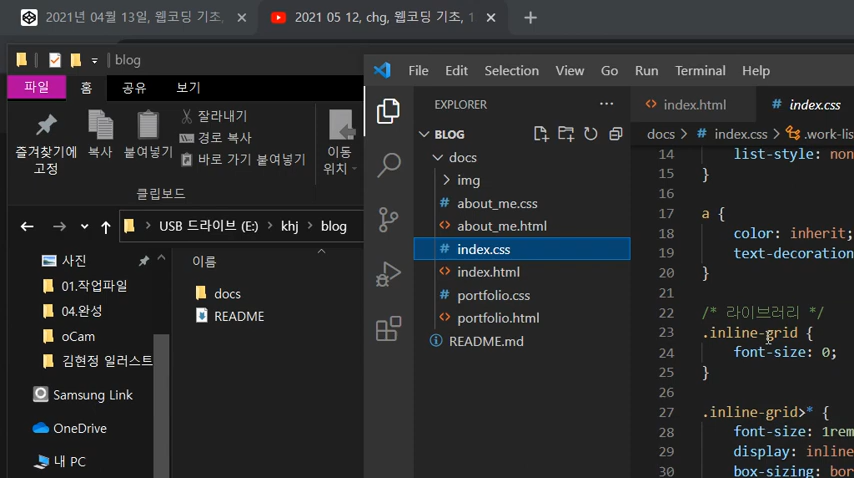 2021년 04월 13일, 웹코딩 기초,
2021 05 12, chg, 웹코딩 기초, 1
blog
파일
홈
공유
보기
즐겨찾기에
고정
복사
붙여넣기
잘라내기
경로 복사
바로 가기 붙여넣기
이동
위치
클립보드
USB 드라이브 (E:)
khj
blog
사진
01.작업파일
04.완성
oCam
김현정 일러스트
Samsung Link
OneDrive
내 PC
이름
docs
README
File Edit Selection View Go Run Terminal Help
EXPLORER
BLOG
docs
img
about_me.css
about_me.html
index.css
index.html
portfolio.css
portfolio.html
README.md
index.html
index.css
docs > # index.css > .work-lis
14 list-style: non
15 }
16
17 a {
18 color: inherit;
19 text-decoration
20 }
21
22 /* 라이브러리 */
23 .inline-grid {
24 font-size: 0;
25 }
26
27 .inline-grid>* {
28 font-size: 1rem
29 display: inline
30 box-sizing: bor